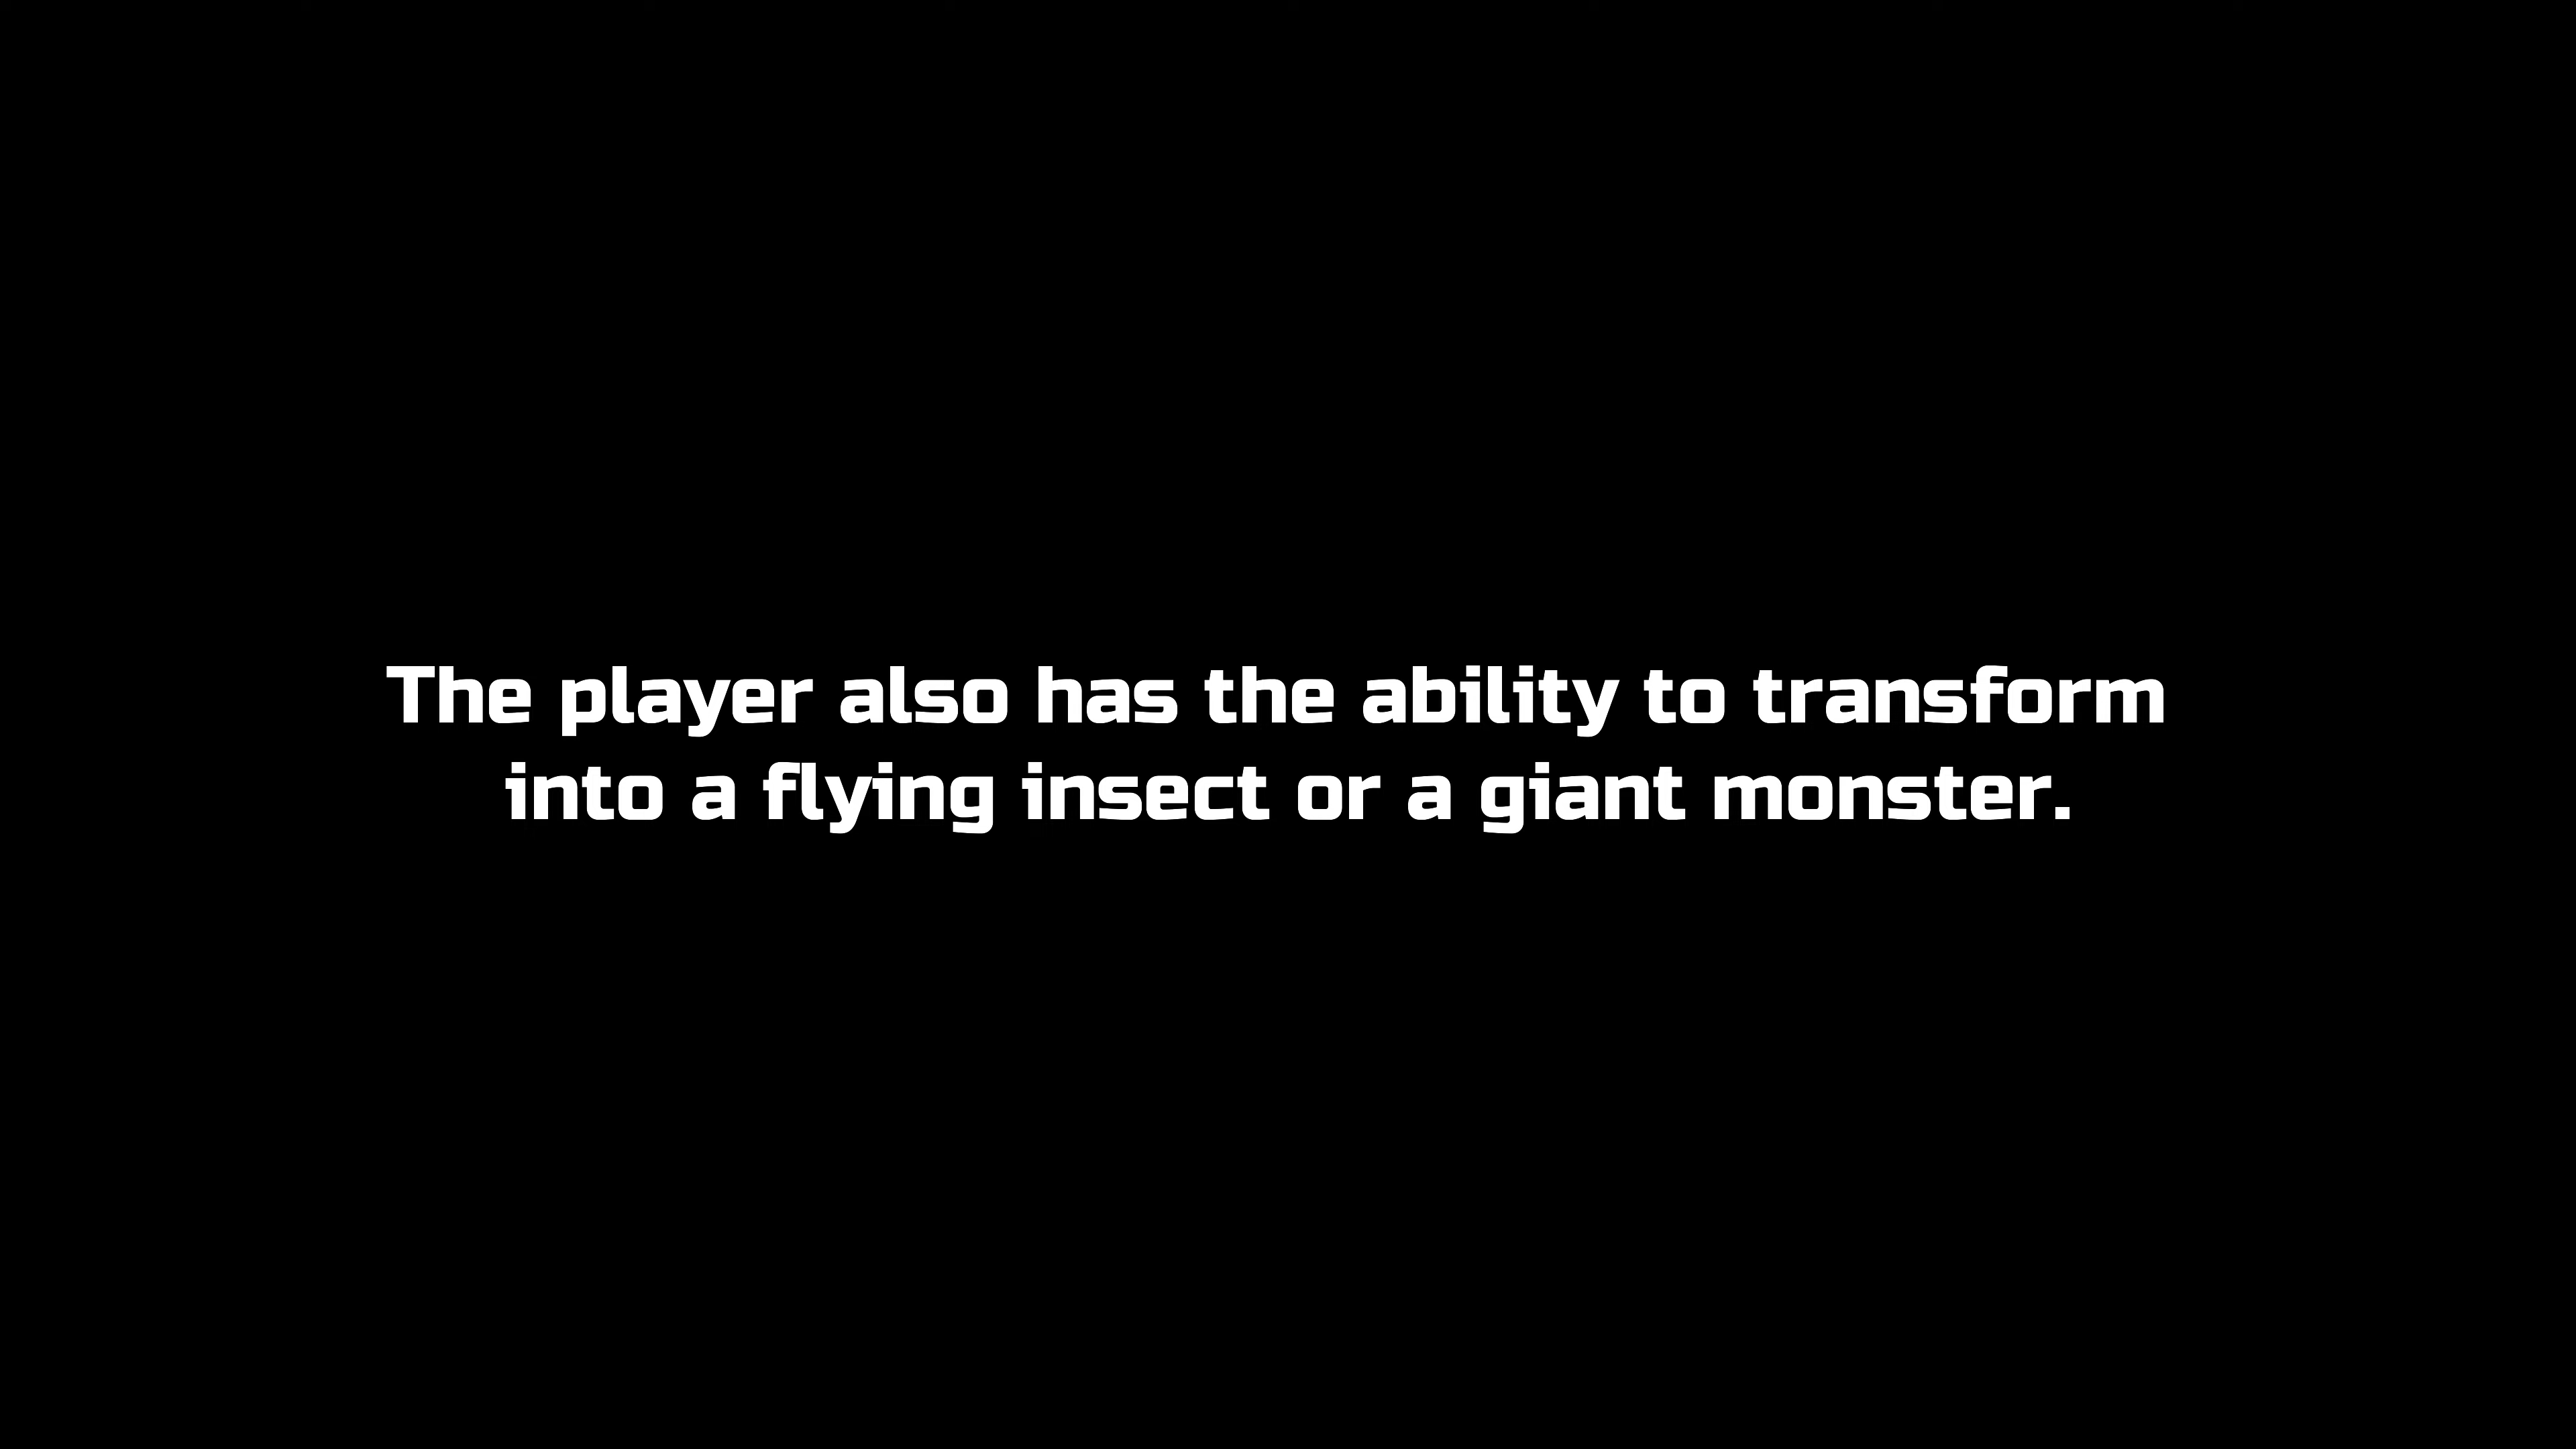 The player also has the ability to transform
into a flying insect or a giant monster.